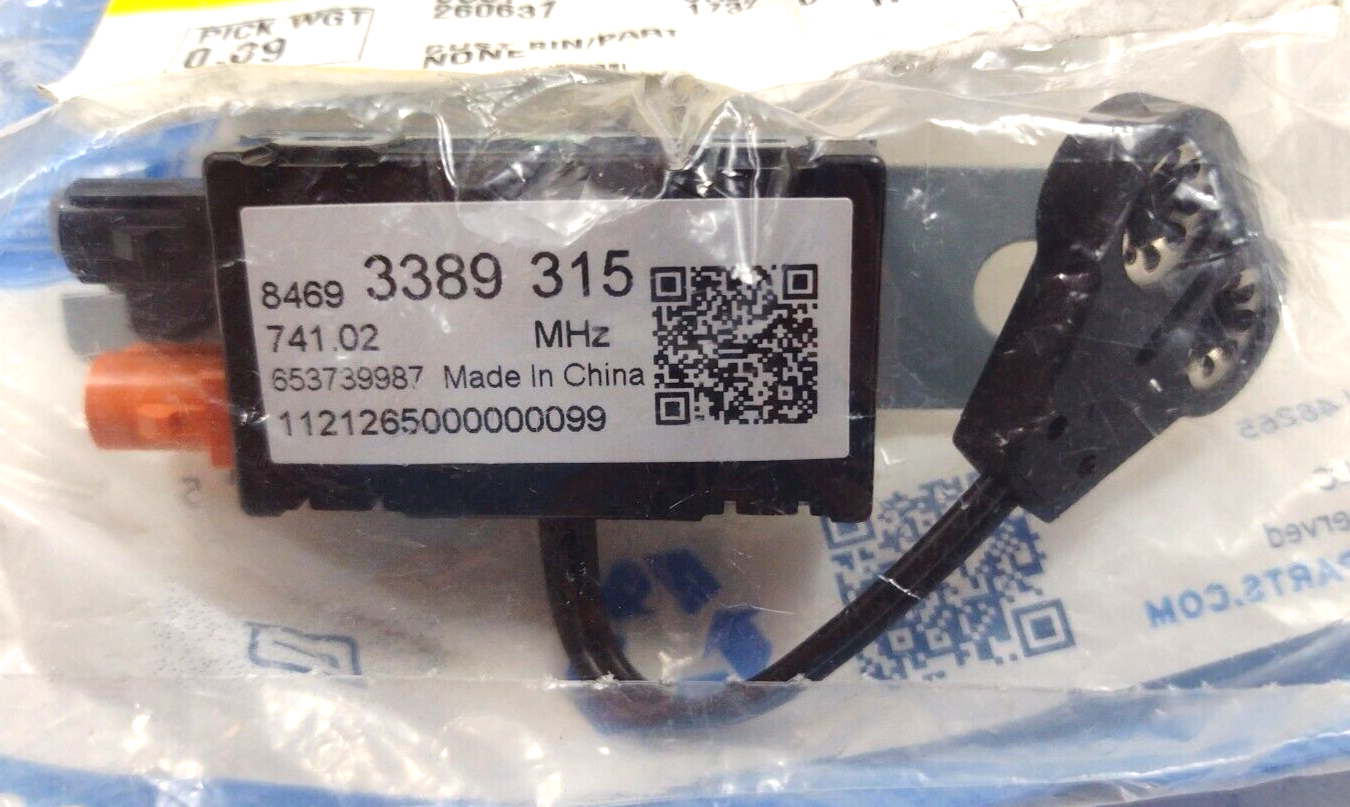 PICK WGT
0.39
260637
NONE BIN/PART
8469 3389 315
741.02 MHz
653739987 Made In China
1121265000000099
48265
PARTS.COM